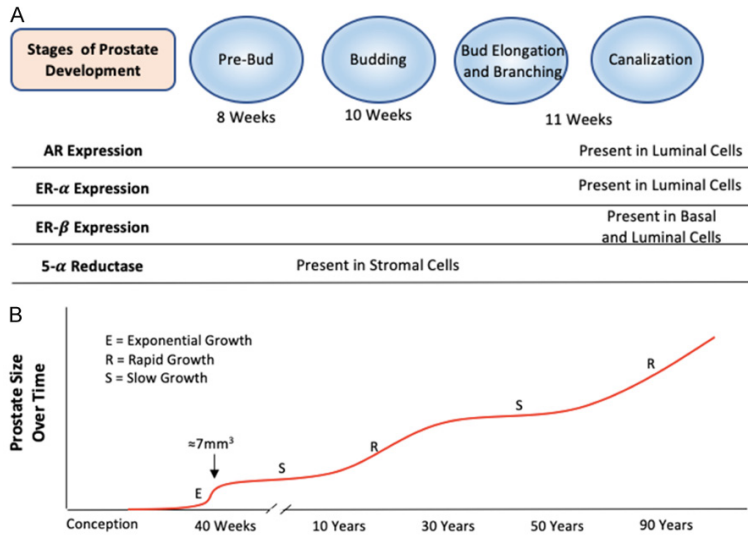 A
Stages of Prostate
Development
Pre-Bud
Budding
Bud Elongation
and Branching
Canalization
8 Weeks
10 Weeks
11 Weeks
AR Expression
Present in Luminal Cells
ER-α Expression
Present in Luminal Cells
ER-β Expression
Present in Basal
and Luminal Cells
5-α Reductase
Present in Stromal Cells
B
Prostate Size
Over Time
E = Exponential Growth
R = Rapid Growth
S = Slow Growth
≈7mm³
E
S
R
S
R
Conception
40 Weeks
10 Years
30 Years
50 Years
90 Years